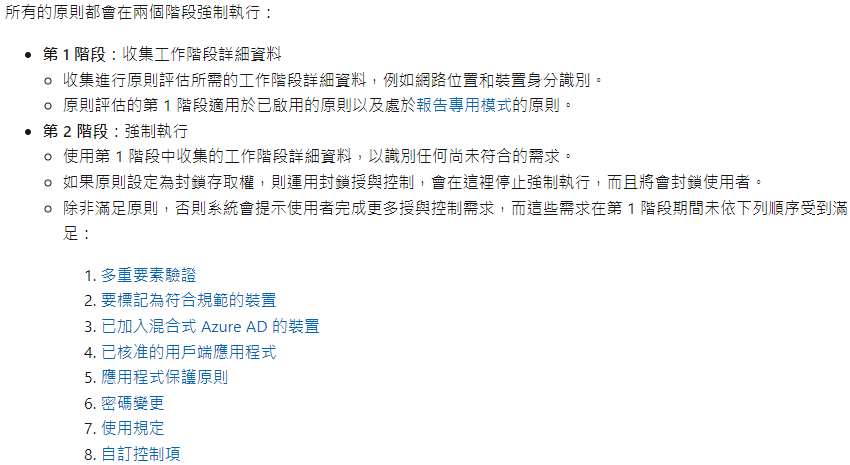 所有的原則都會在兩個階段強制執行：
第 1 階段：收集工作階段詳細資料
收集進行原則評估所需的工作階段詳細資料，例如網路位置和裝置身分識別。
原則評估的第 1 階段適用於已啟用的原則以及處於報告專用模式的原則。
第 2 階段：強制執行
使用第 1 階段中收集的工作階段詳細資料，以識別任何尚未符合的需求。
如果原則設定為封鎖存取權，則運用封鎖授與控制，會在這裡停止強制執行，而且將會封鎖使用者。
除非滿足原則，否則系統會提示使用者完成更多授與控制需求，而這些需求在第 1 階段期間未依下列順序受到滿
足：
1. 多重要素驗證
2. 要標記為符合規範的裝置
3. 已加入混合式 Azure AD 的裝置
4. 已核准的用戶端應用程式
5. 應用程式保護原則
6. 密碼變更
7. 使用規定
8. 自訂控制項